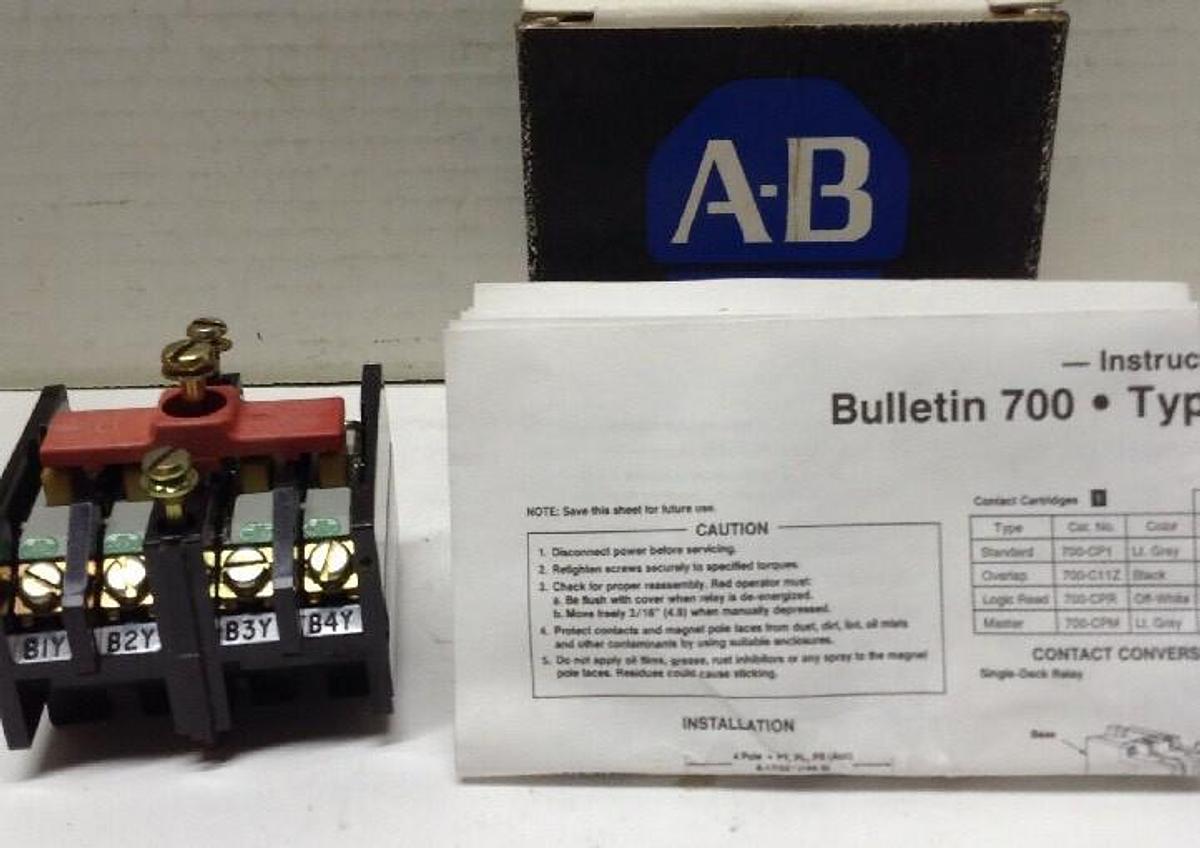 A-B
— Instruc
Bulletin 700 • Typ
NOTE: Save this sheet for future use.
CAUTION
1. Disconnect power before servicing.
2. Retighten screws securely to specified torques.
3. Check for proper reassembly. Red operator must:
a. Be flush with cover when relay is de-energized.
b. Move freely 3/16" (4.8) when manually depressed.
4. Protect contacts and magnet pole faces from dust, dirt, lint, oil mists
and other contaminants by using suitable enclosures.
5. Do not apply oil films, grease, rust inhibitors or any spray to the magnet
pole faces. Residues could cause sticking.
INSTALLATION
Contact Cartridges 1
Type Cat. No. Color
Standard 700-CP1 Lt. Grey
Overlap 700-C11Z Black
Logic Reed 700-CPR Off-White
Master 700-CPM Lt. Grey
CONTACT CONVERS
Single-Deck Relay
Base
B1Y B2Y B3Y B4Y